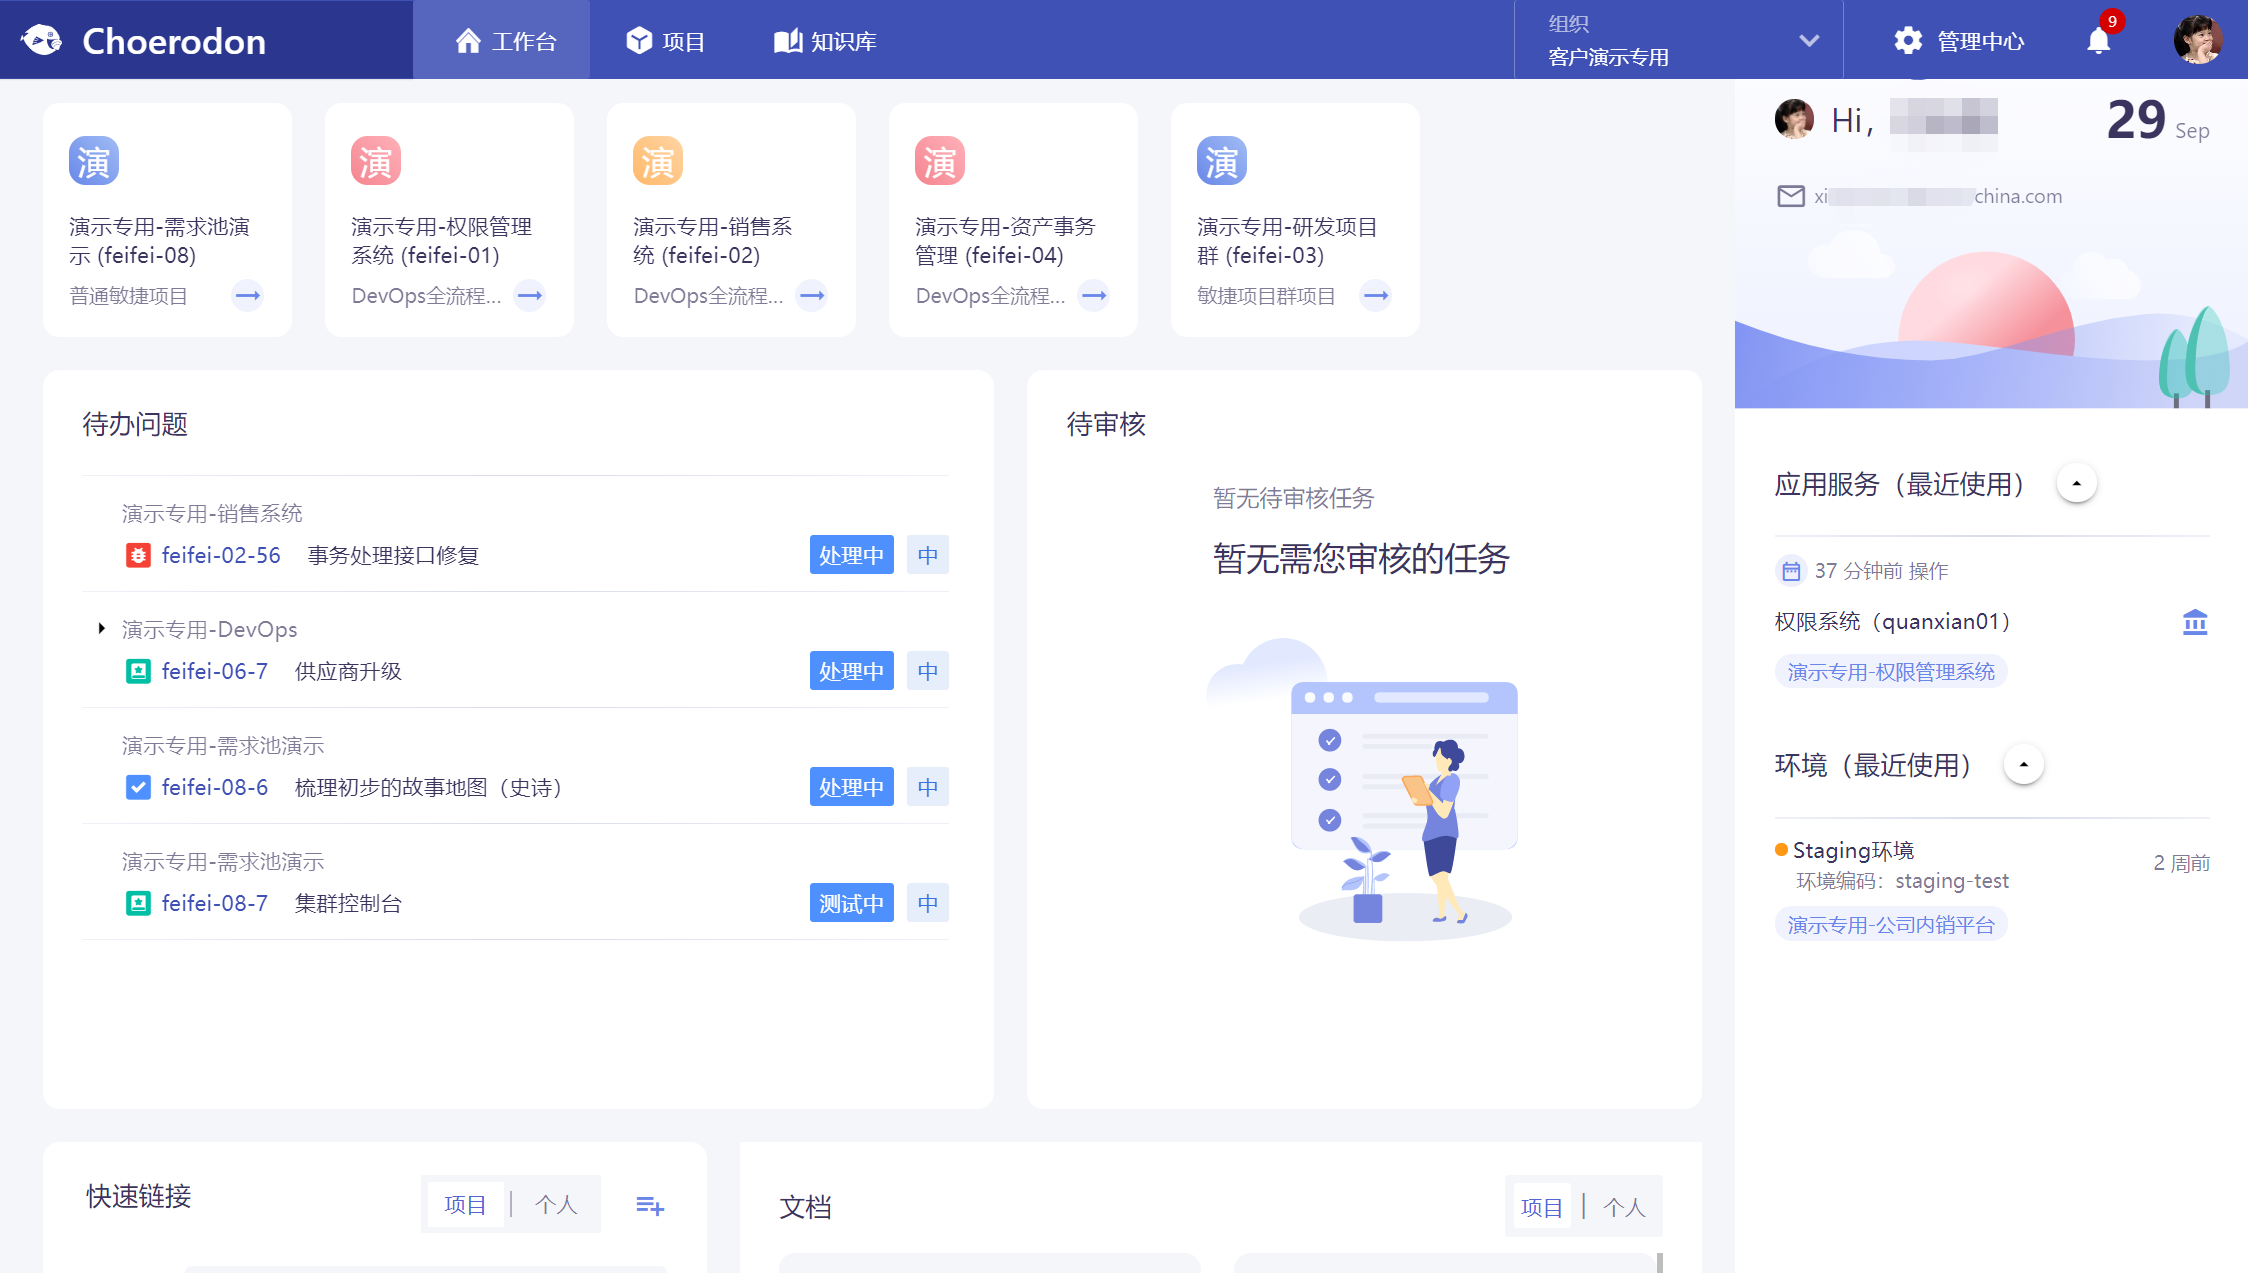 Choerodon
工作台
项目
知识库
组织
客户演示专用
管理中心
9
演
演示专用-需求池演
示 (feifei-08)
普通敏捷项目
演
演示专用-权限管理
系统 (feifei-01)
DevOps全流程...
演
演示专用-销售系
统 (feifei-02)
DevOps全流程...
演
演示专用-资产事务
管理 (feifei-04)
DevOps全流程...
演
演示专用-研发项目
群 (feifei-03)
敏捷项目群项目
Hi,
29 Sep
xi
china.com
待办问题
演示专用-销售系统
feifei-02-56 事务处理接口修复 处理中 中
演示专用-DevOps
feifei-06-7 供应商升级 处理中 中
演示专用-需求池演示
feifei-08-6 梳理初步的故事地图（史诗） 处理中 中
演示专用-需求池演示
feifei-08-7 集群控制台 测试中 中
待审核
暂无待审核任务
暂无需您审核的任务
应用服务（最近使用）
37 分钟前 操作
权限系统（quanxian01）
演示专用-权限管理系统
环境（最近使用）
Staging环境
2 周前
环境编码：staging-test
演示专用-公司内销平台
快速链接
项目 | 个人
文档
项目 | 个人